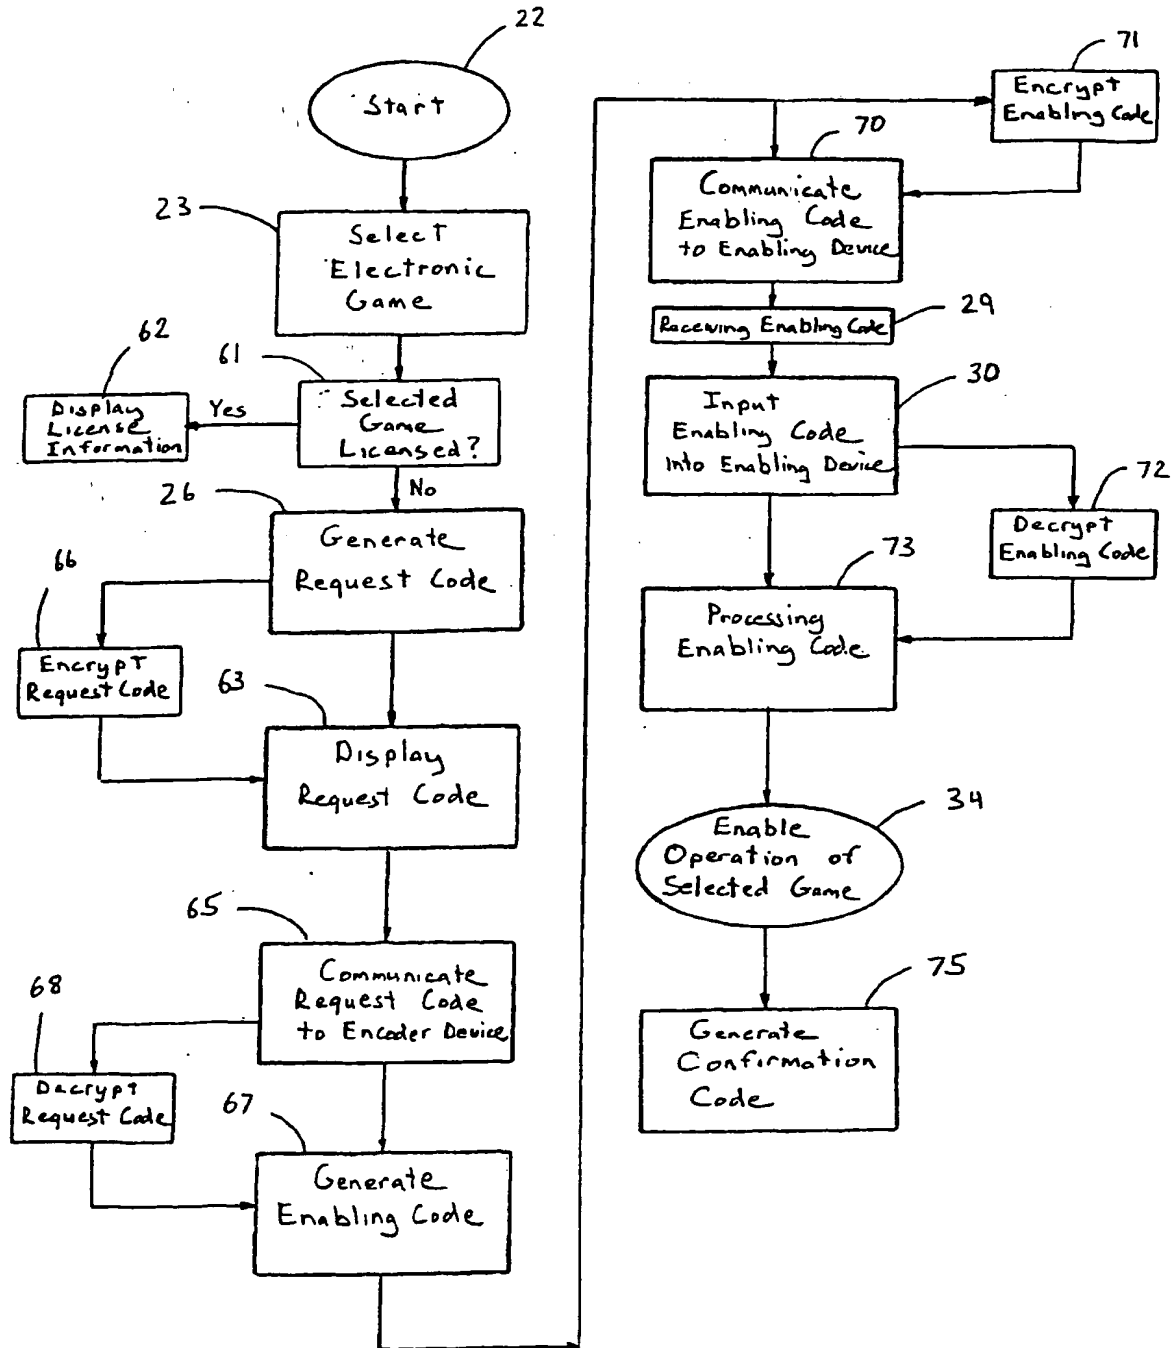 22
Start
23
Select
Electronic
Game
62
61
Display
License
Information
Yes
Selected
Game
Licensed?
No
26
Generate
Request Code
66
Encrypt
Request Code
63
Display
Request Code
65
Communicate
Request Code
to Encoder Device
68
Decrypt
Request Code
67
Generate
Enabling Code
71
Encrypt
Enabling Code
70
Communicate
Enabling Code
to Enabling Device
29
Receiving Enabling Code
30
Input
Enabling Code
into Enabling Device
72
Decrypt
Enabling Code
73
Processing
Enabling Code
34
Enable
Operation of
Selected Game
75
Generate
Confirmation
Code